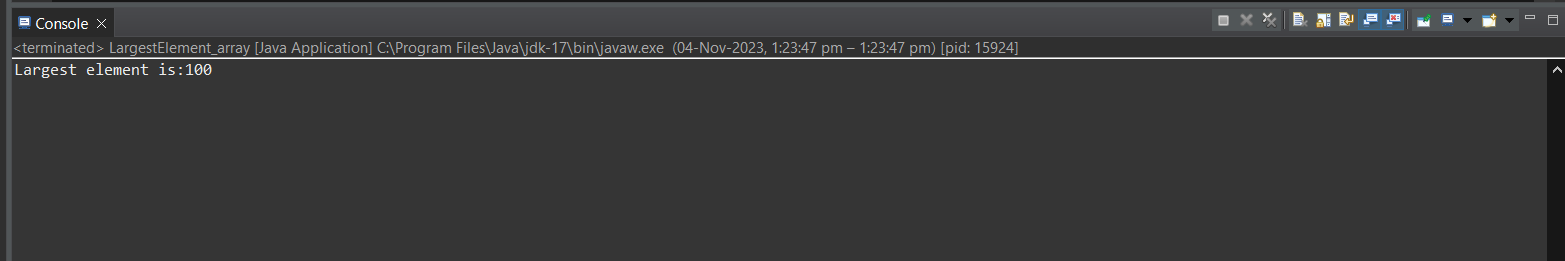 Console
<terminated> LargestElement_array [Java Application] C:\Program Files\Java\jdk-17\bin\javaw.exe (04-Nov-2023, 1:23:47 pm – 1:23:47 pm) [pid: 15924]
Largest element is:100